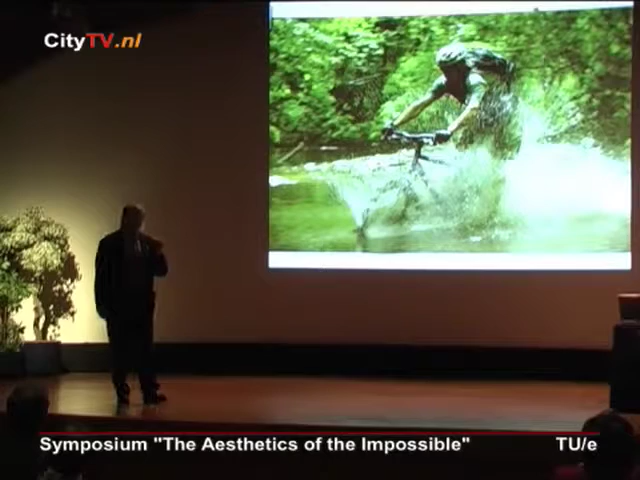 CityTV.nl
Symposium "The Aesthetics of the Impossible" TU/e